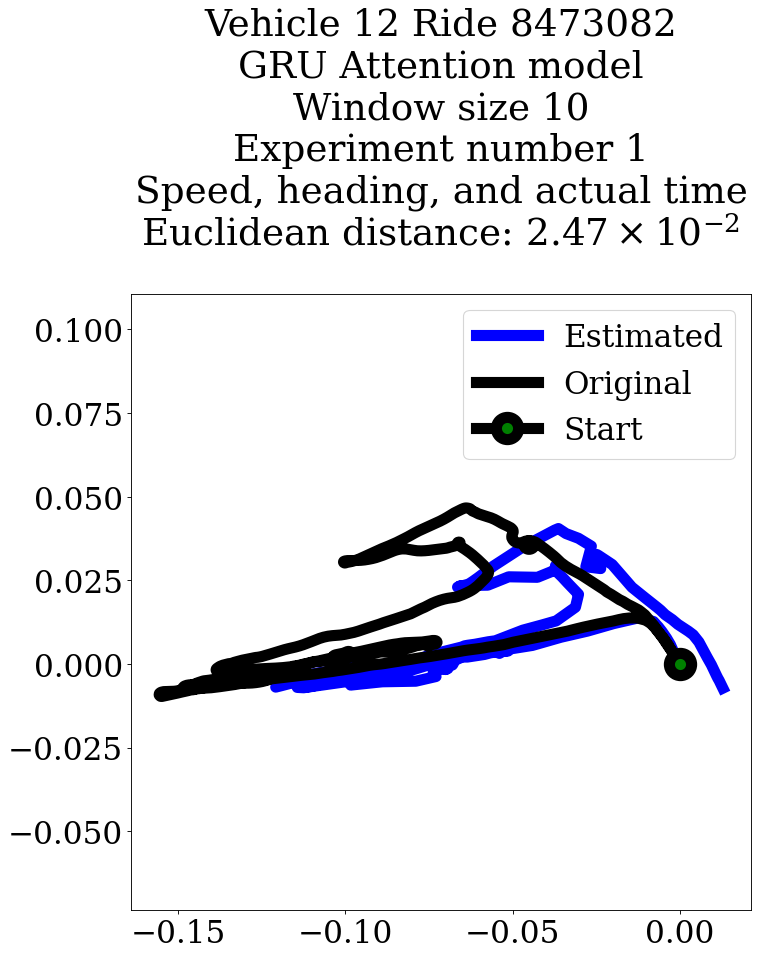 Vehicle 12 Ride 8473082
GRU Attention model
Window size 10
Experiment number 1
Speed, heading, and actual time
Euclidean distance: 2.47 × 10⁻²
Estimated
Original
Start
0.100
0.075
0.050
0.025
0.000
−0.025
−0.050
−0.15
−0.10
−0.05
0.00